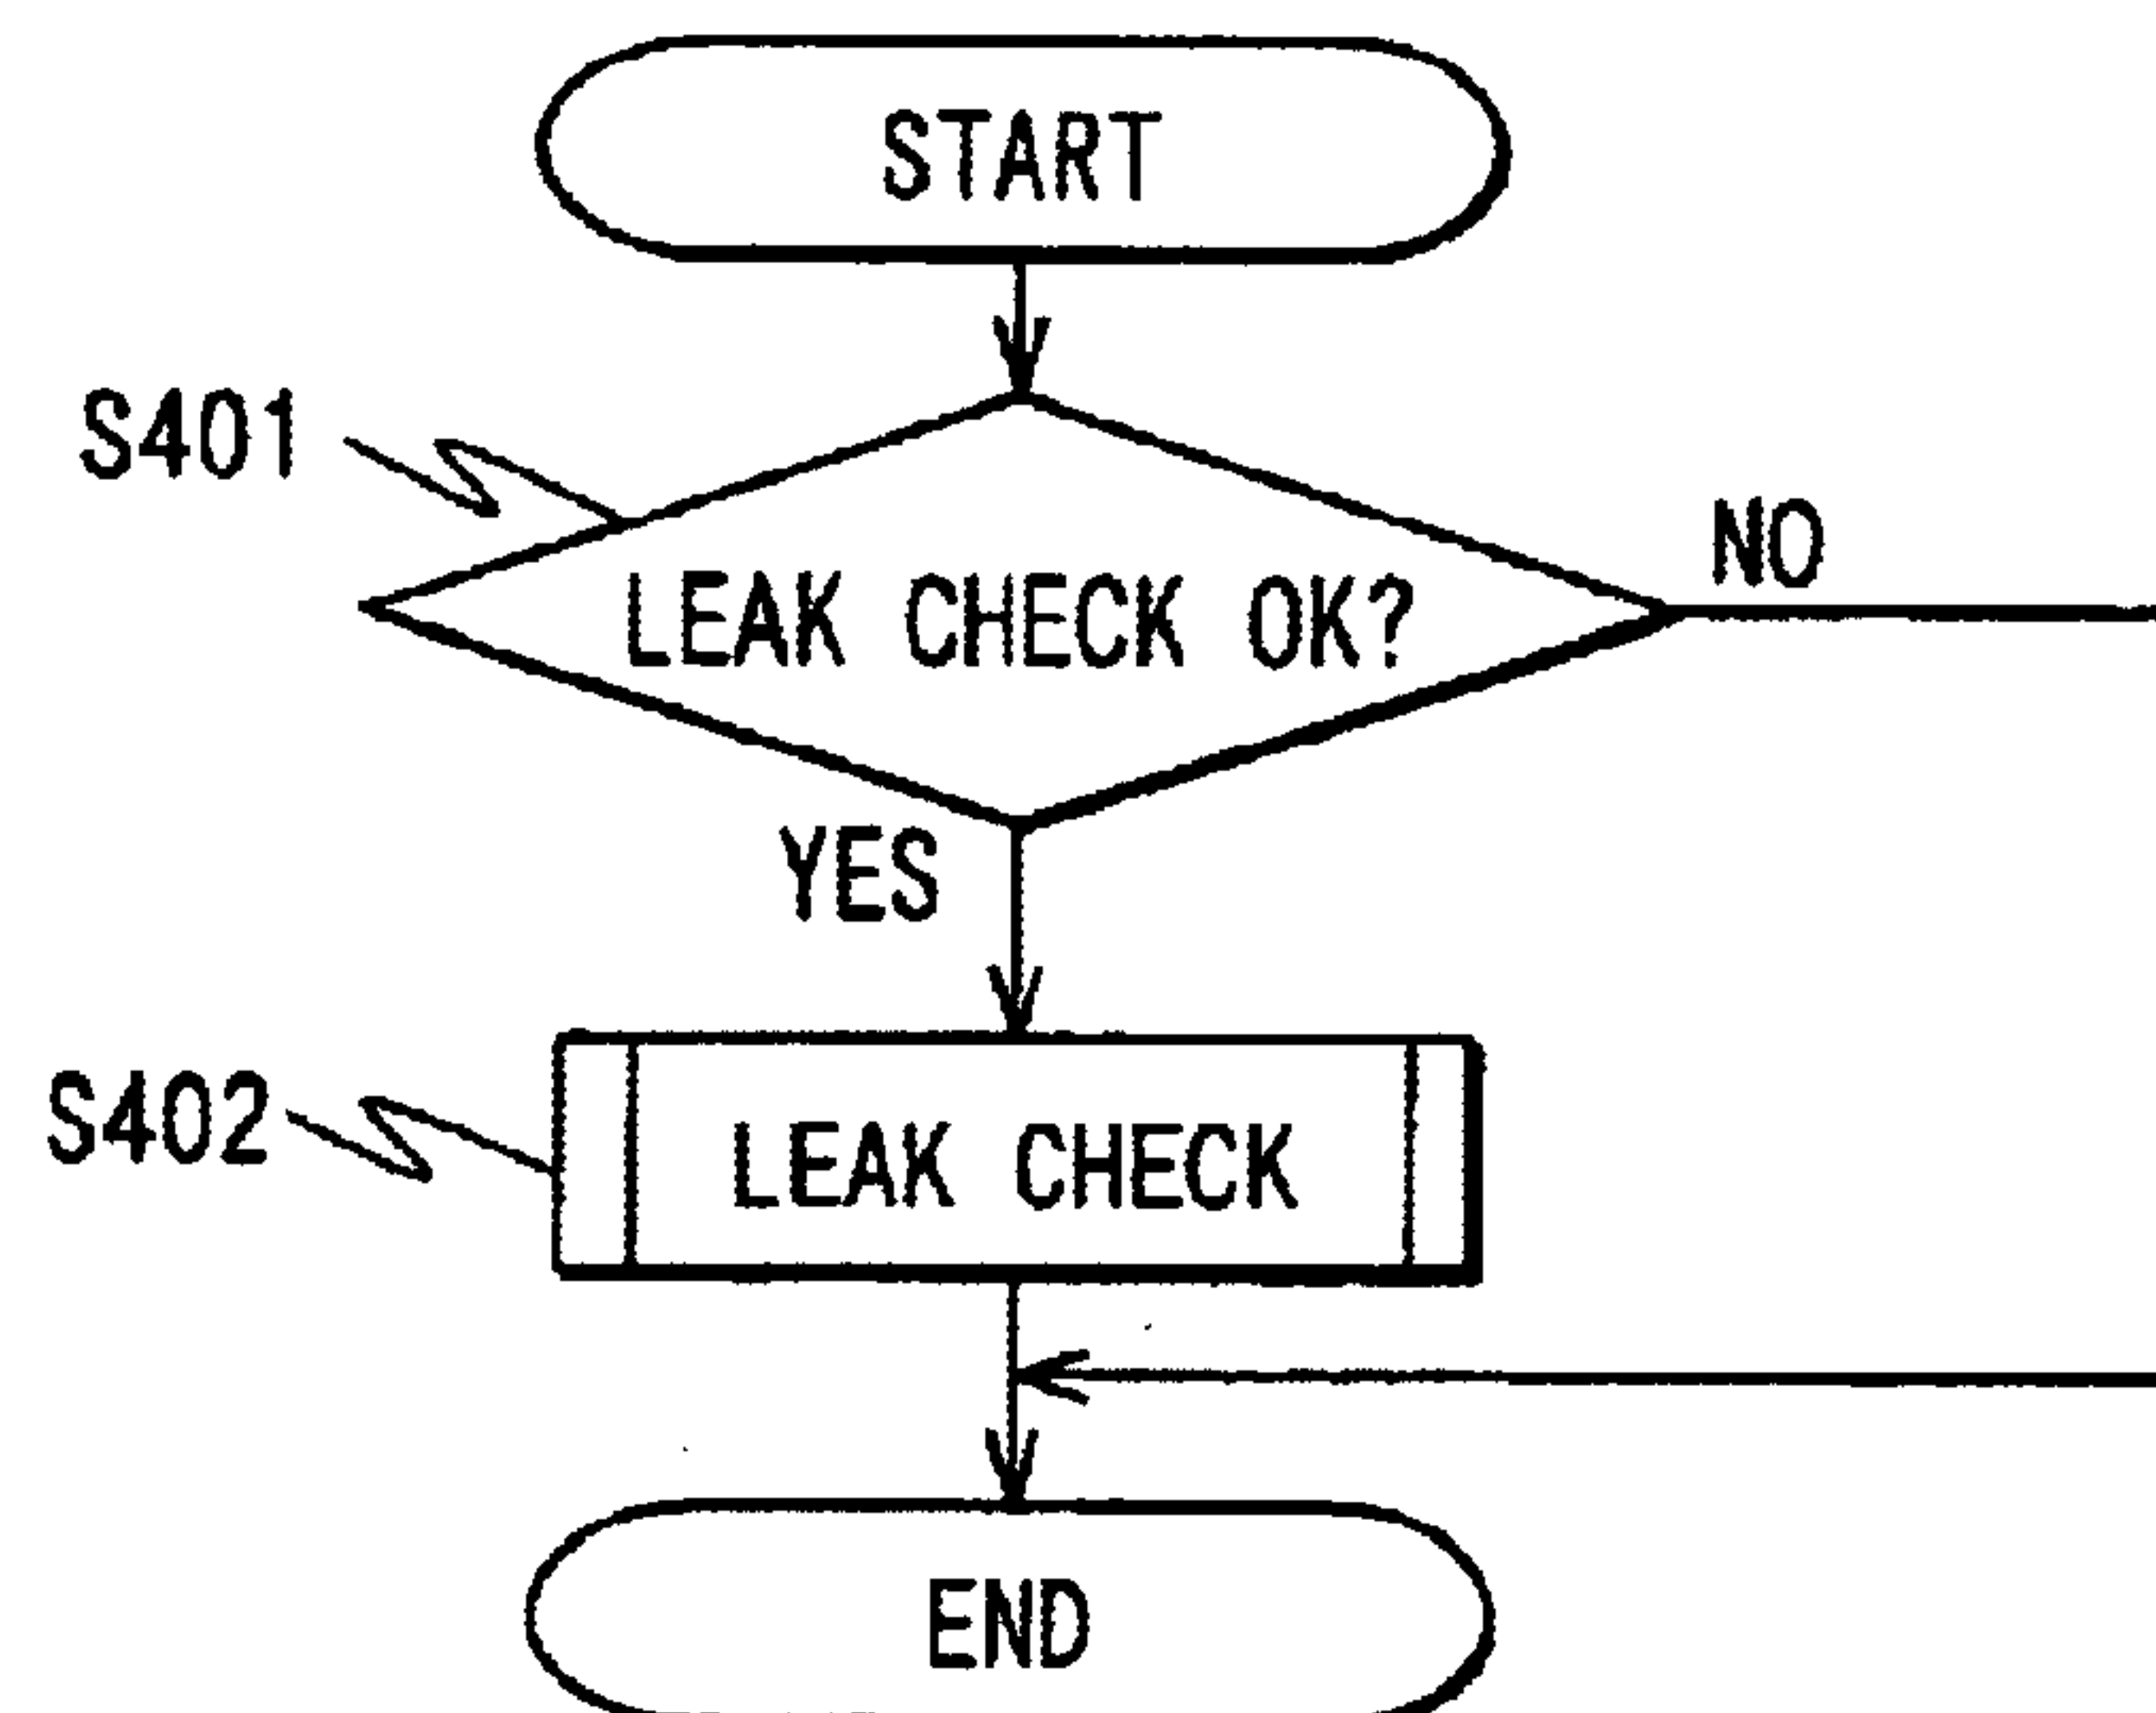 START
S401
NO
LEAK CHECK OK?
YES
S402
LEAK CHECK
END